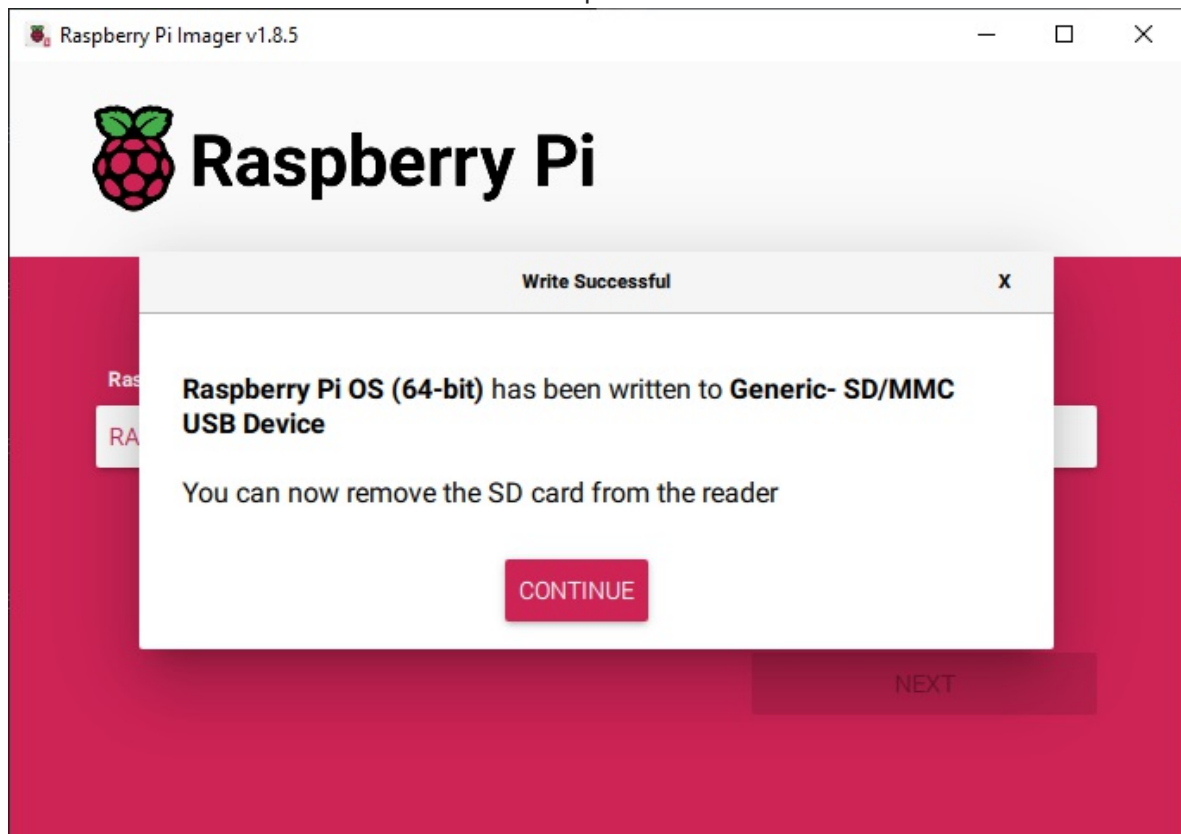 Raspberry Pi Imager v1.8.5
Raspberry Pi
Write Successful
X
Ras
Raspberry Pi OS (64-bit) has been written to Generic- SD/MMC
USB Device
RA
You can now remove the SD card from the reader
CONTINUE
NEXT